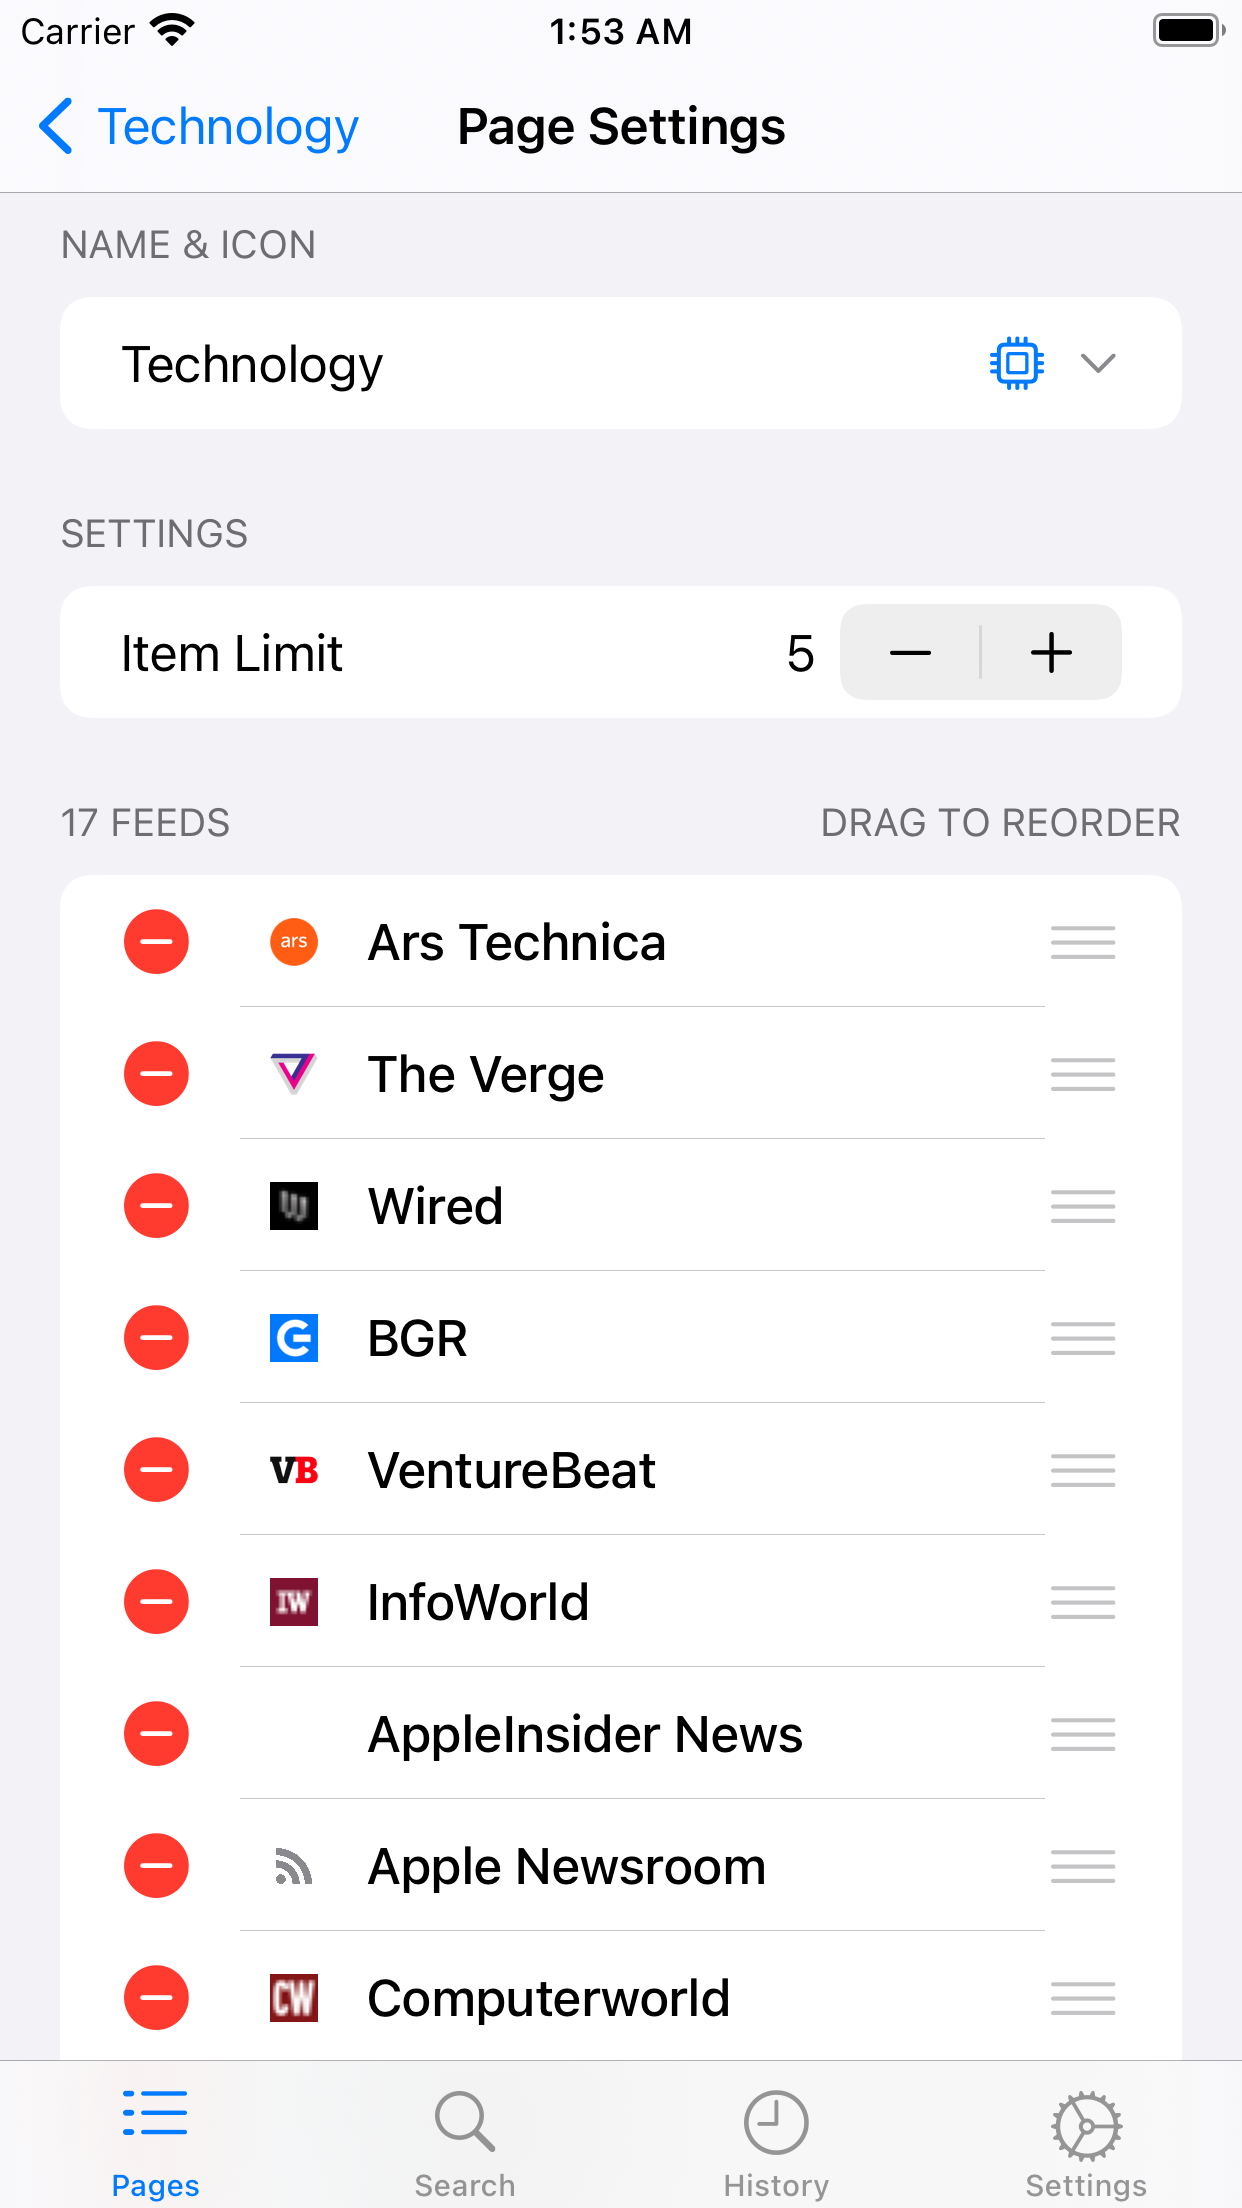 Carrier 1:53 AM
Technology Page Settings
NAME & ICON
Technology
SETTINGS
Item Limit 5
17 FEEDS DRAG TO REORDER
ars Ars Technica
The Verge
Wired
BGR
VB VentureBeat
IW InfoWorld
AppleInsider News
Apple Newsroom
CW Computerworld
Pages Search History Settings